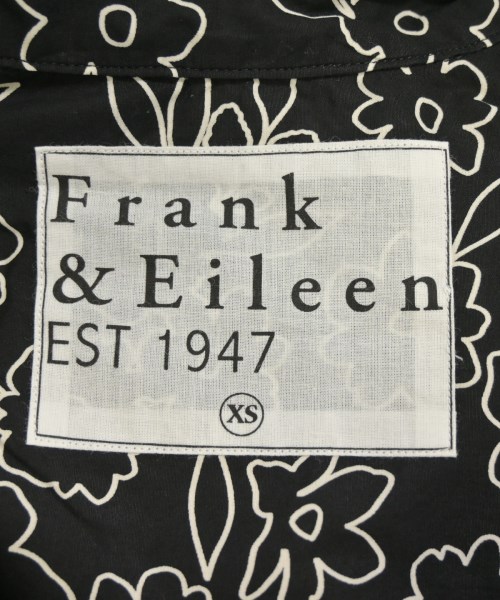 Frank
& Eileen
EST 1947
XS